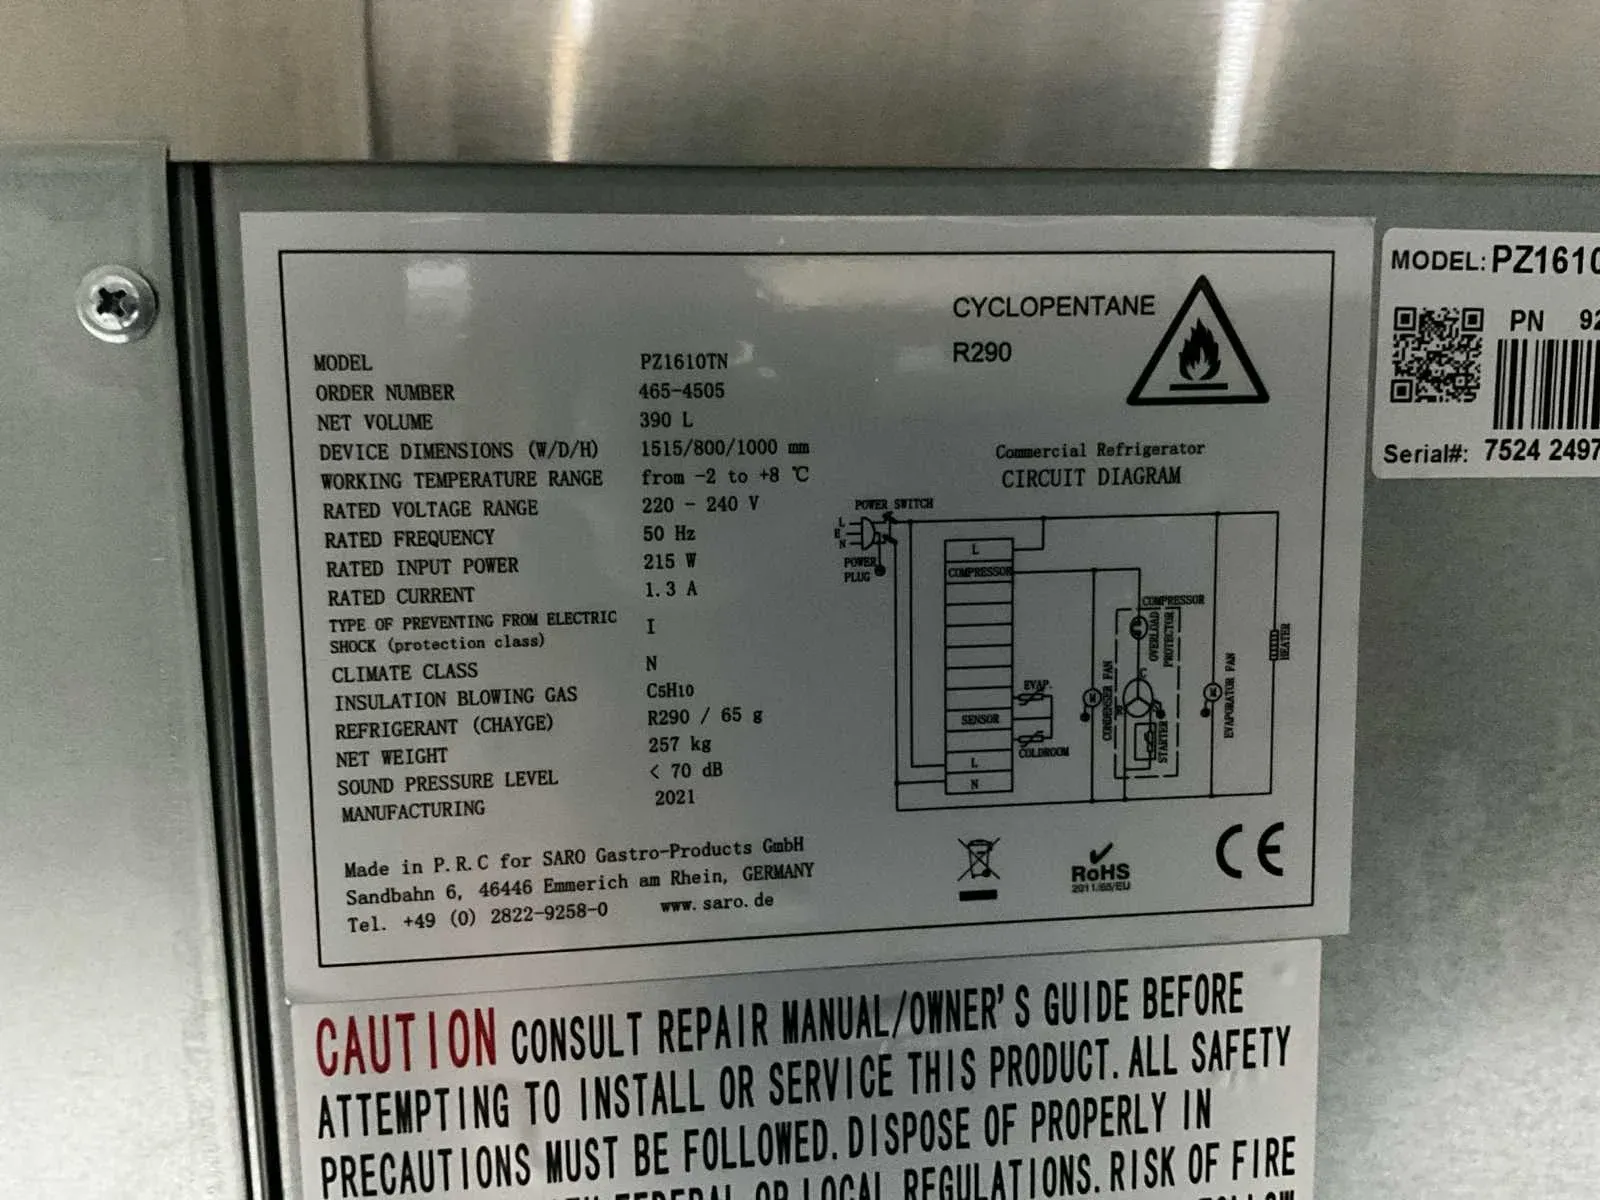 CYCLOPENTANE
R290
MODEL PZ1610TN
ORDER NUMBER 465-4505
NET VOLUME 390 L
DEVICE DIMENSIONS (W/D/H) 1515/800/1000 mm
WORKING TEMPERATURE RANGE from -2 to +8 ℃
RATED VOLTAGE RANGE 220 - 240 V
RATED FREQUENCY 50 Hz
RATED INPUT POWER 215 W
RATED CURRENT 1.3 A
TYPE OF PREVENTING FROM ELECTRIC
SHOCK (protection class) I
CLIMATE CLASS N
INSULATION BLOWING GAS C5H10
REFRIGERANT (CHAYGE) R290 / 65 g
NET WEIGHT 257 kg
SOUND PRESSURE LEVEL < 70 dB
MANUFACTURING 2021
Made in P.R.C for SARO Gastro-Products GmbH
Sandbahn 6, 46446 Emmerich am Rhein, GERMANY
Tel. +49 (0) 2822-9258-0 www.saro.de
Commercial Refrigerator
CIRCUIT DIAGRAM
POWER SWITCH
L
E
N
POWER
PLUG
L
COMPRESSOR
SENSOR
L
N
EVAP.
COLDROOM
CONDENSER FAN
M
COMPRESSOR
OVERLOAD
PROTECTOR
STARTER
M
EVAPORATOR FAN
HEATER
RoHS
2011/65/EU
CE
MODEL: PZ1610
PN 92
Serial#: 7524 2497
CAUTION CONSULT REPAIR MANUAL/OWNER'S GUIDE BEFORE
ATTEMPTING TO INSTALL OR SERVICE THIS PRODUCT. ALL SAFETY
PRECAUTIONS MUST BE FOLLOWED. DISPOSE OF PROPERLY IN
FEDERAL OR LOCAL REGULATIONS. RISK OF FIRE